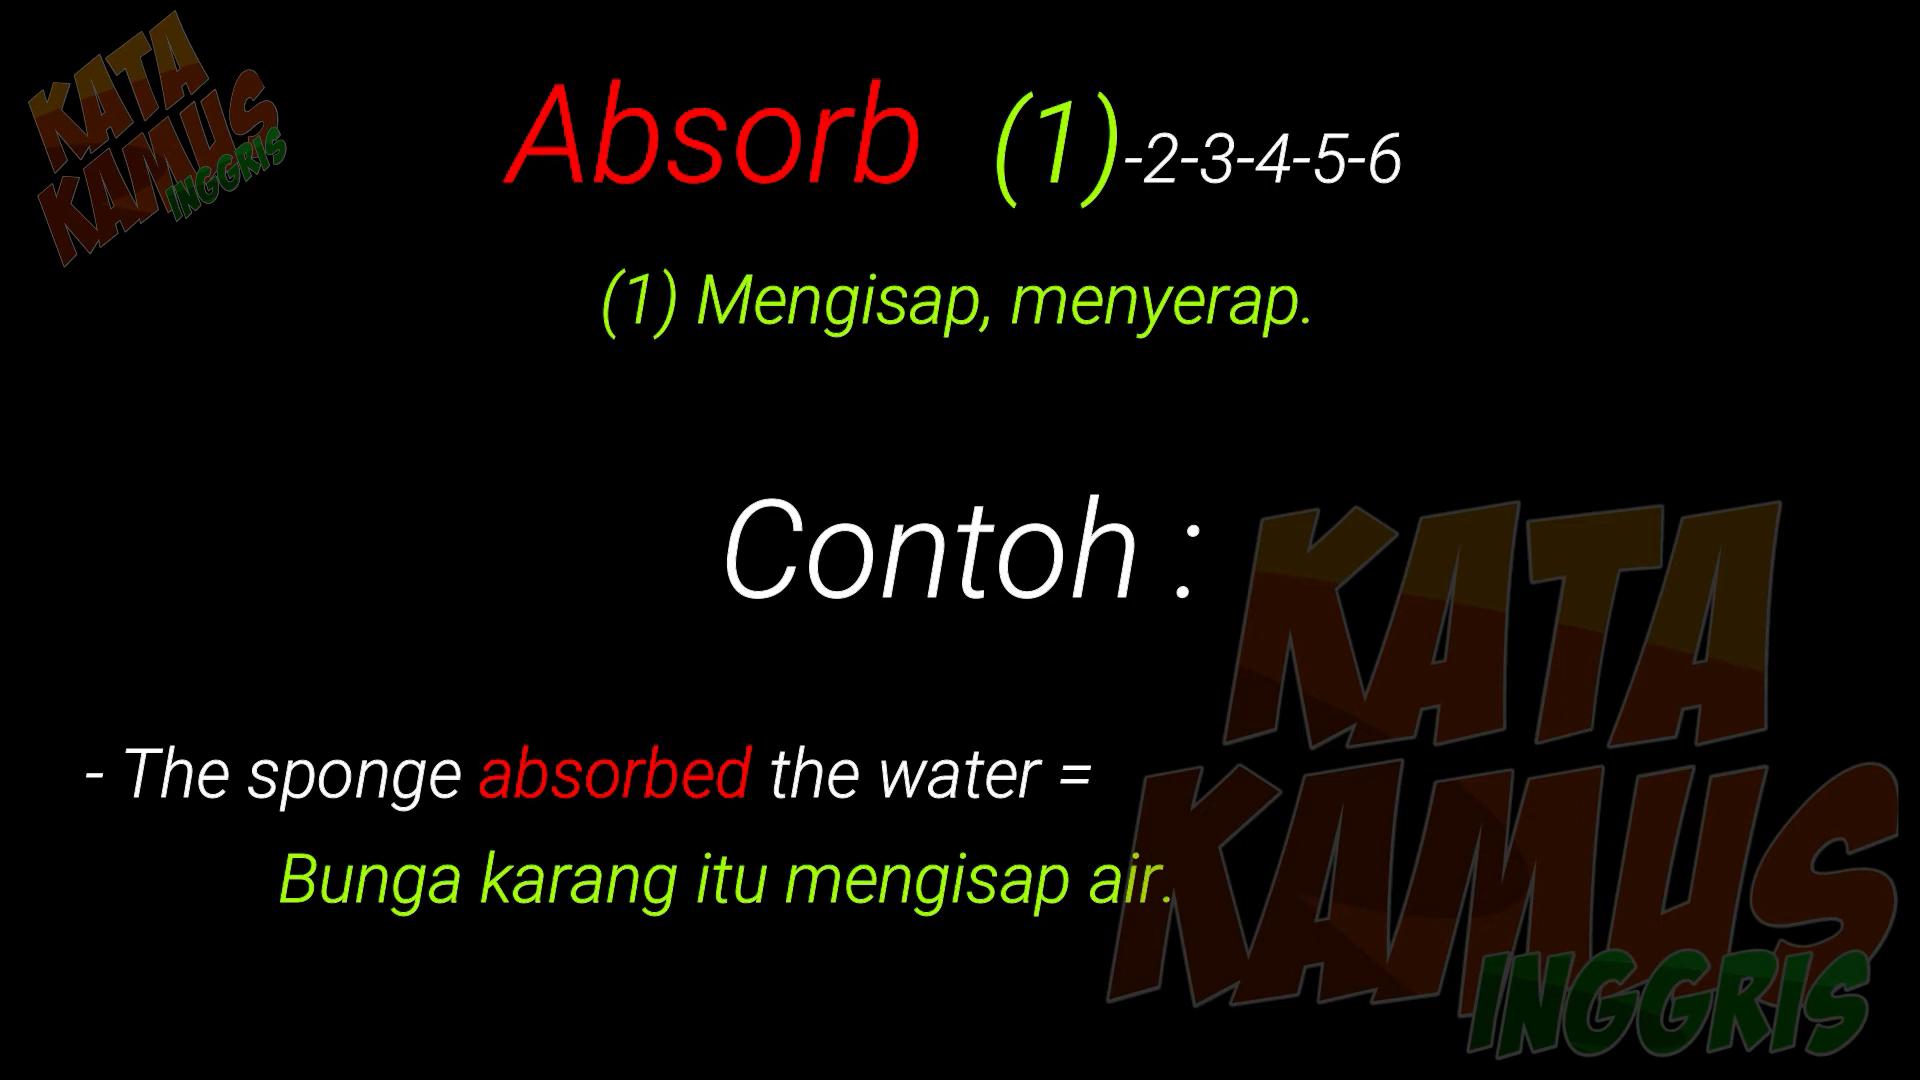 KATA
KAMUS
INGGRIS
Absorb (1)-2-3-4-5-6
(1) Mengisap, menyerap.
Contoh :
- The sponge absorbed the water =
Bunga karang itu mengisap air.
KATA
KAMUS
INGGRIS